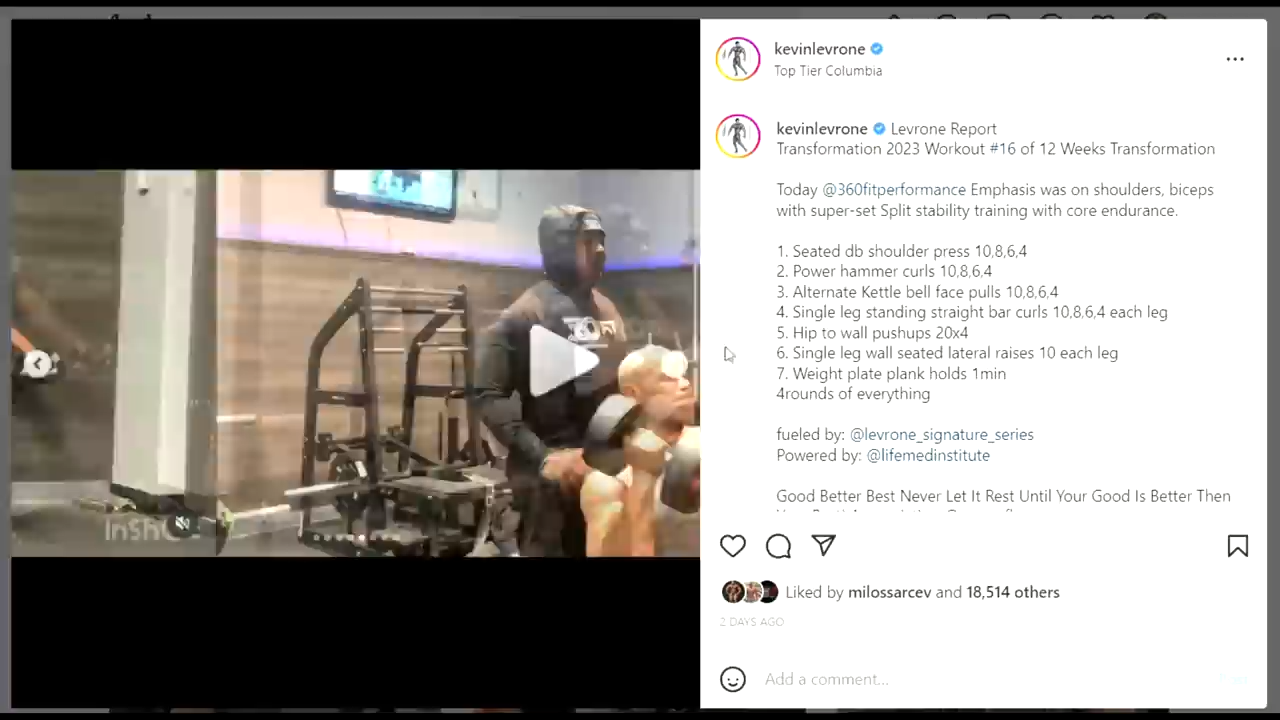 kevinlevrone
Top Tier Columbia
kevinlevrone Levrone Report
Transformation 2023 Workout #16 of 12 Weeks Transformation
Today @360fitperformance Emphasis was on shoulders, biceps
with super-set Split stability training with core endurance.
1. Seated db shoulder press 10,8,6,4
2. Power hammer curls 10,8,6,4
3. Alternate Kettle bell face pulls 10,8,6,4
4. Single leg standing straight bar curls 10,8,6,4 each leg
5. Hip to wall pushups 20x4
6. Single leg wall seated lateral raises 10 each leg
7. Weight plate plank holds 1min
4rounds of everything
fueled by: @levrone_signature_series
Powered by: @lifemedinstitute
Good Better Best Never Let It Rest Until Your Good Is Better Then
Liked by milossarcev and 18,514 others
2 DAYS AGO
Add a comment...